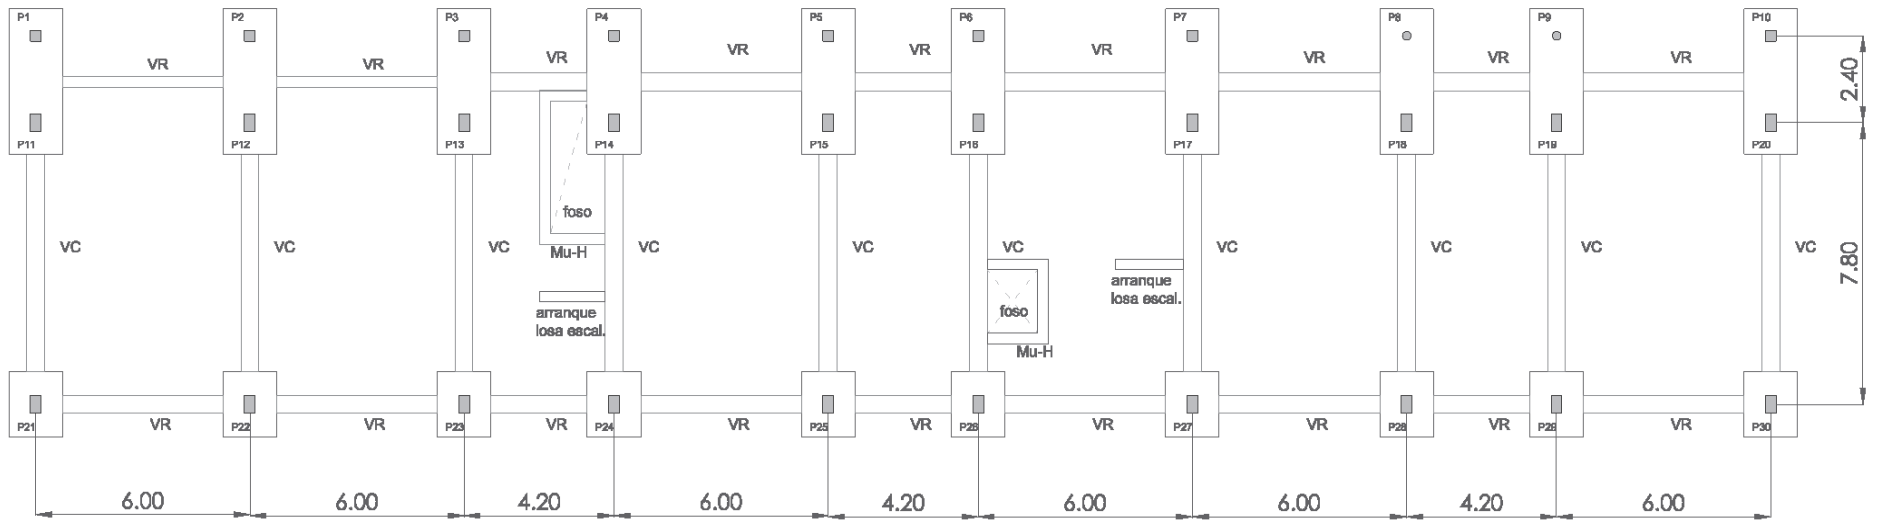 P1 P2 P3 P4 P5 P6 P7 P8 P9 P10
VR VR VR VR VR VR VR VR VR
2.40
P11 P12 P13 P14 P15 P16 P17 P18 P19 P20
foso
VC VC VC VC VC VC VC VC VC VC
Mu-H
7.80
arranque
losa escal.
arranque
losa escal.
foso
Mu-H
P21 P22 P23 P24 P25 P26 P27 P28 P29 P30
VR VR VR VR VR VR VR VR VR
6.00 6.00 4.20 6.00 4.20 6.00 6.00 4.20 6.00